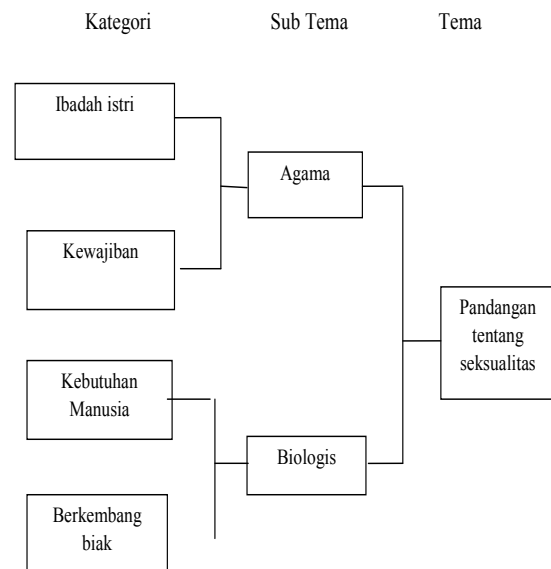 Kategori Sub Tema Tema
Ibadah istri
Agama
Kewajiban
Pandangan
tentang
seksualitas
Kebutuhan
Manusia
Biologis
Berkembang
biak